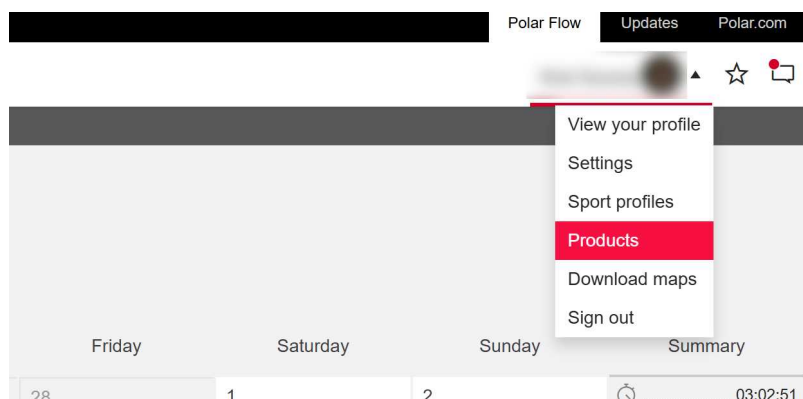 Polar Flow Updates Polar.com
View your profile
Settings
Sport profiles
Products
Download maps
Sign out
Friday Saturday Sunday Summary
28 1 2 03:02:51